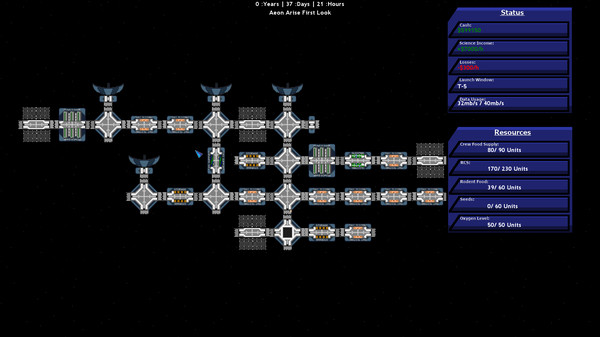 0 :Years | 37 :Days | 21 :Hours
Aeon Arise First Look
Status
Cash:
Science Income:
Losses:
Launch Window:
T-5
Data Usage:
32mb/s / 40mb/s
Resources
Crew Food Supply:
67/ 90 Units
170/ 230 Units
Rodent Food:
39/ 60 Units
Seeds:
0/ 60 Units
Oxygen Level:
50/ 50 Units